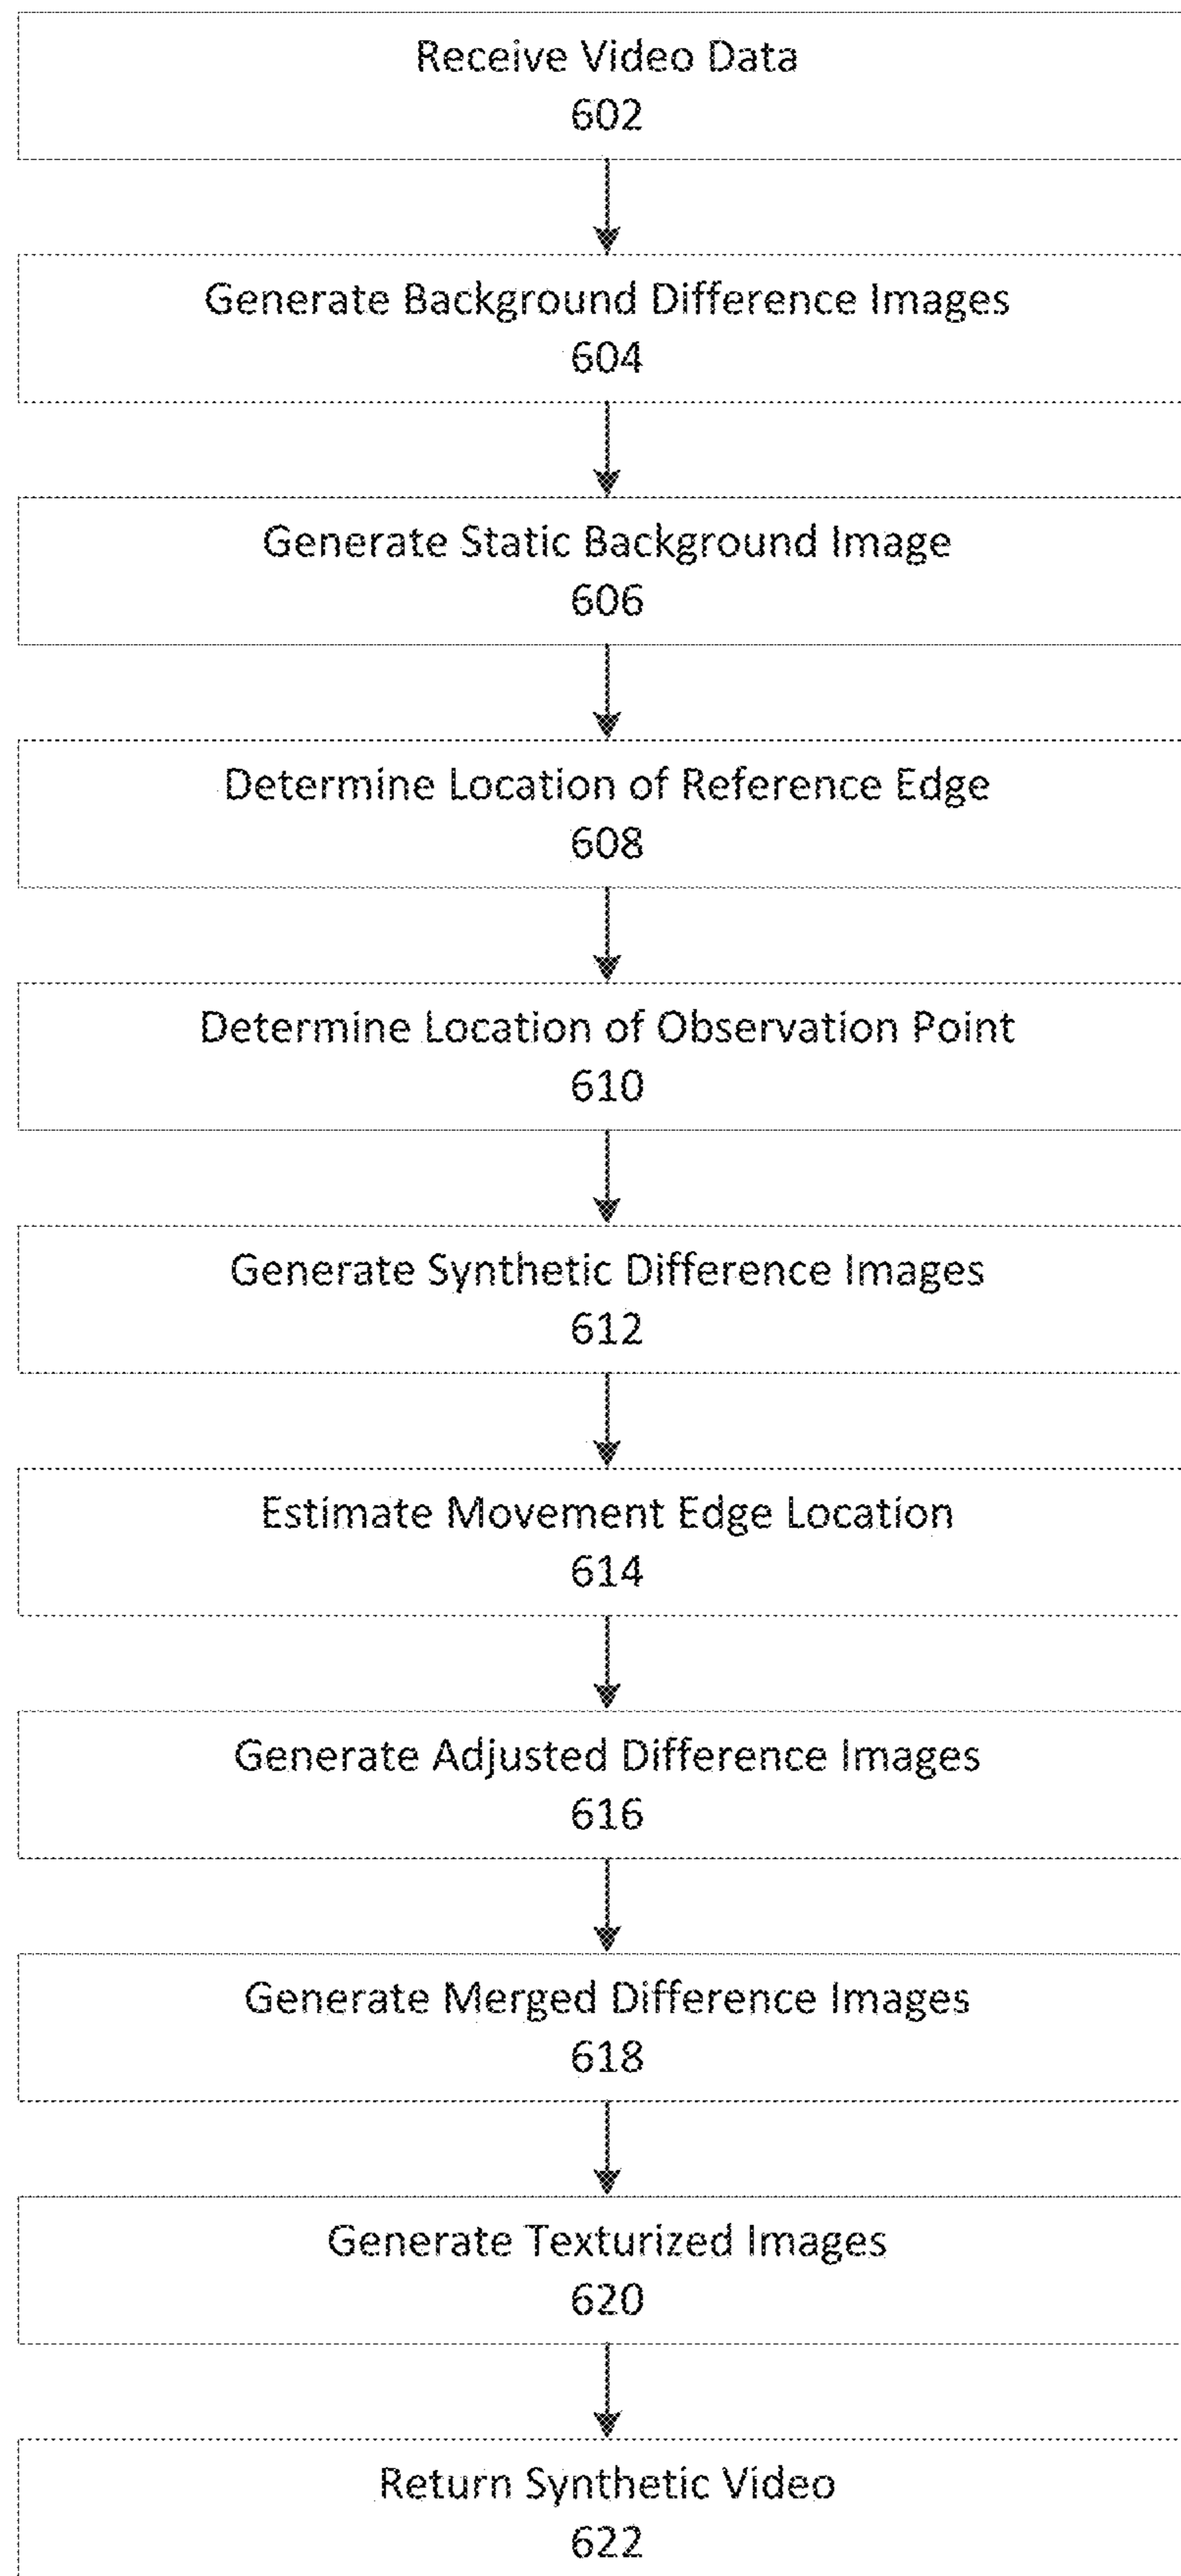 Receive Video Data
602
Generate Background Difference Images
604
Generate Static Background Image
606
Determine Location of Reference Edge
608
Determine Location of Observation Point
610
Generate Synthetic Difference Images
612
Estimate Movement Edge Location
614
Generate Adjusted Difference Images
616
Generate Merged Difference Images
618
Generate Texturized Images
620
Return Synthetic Video
622